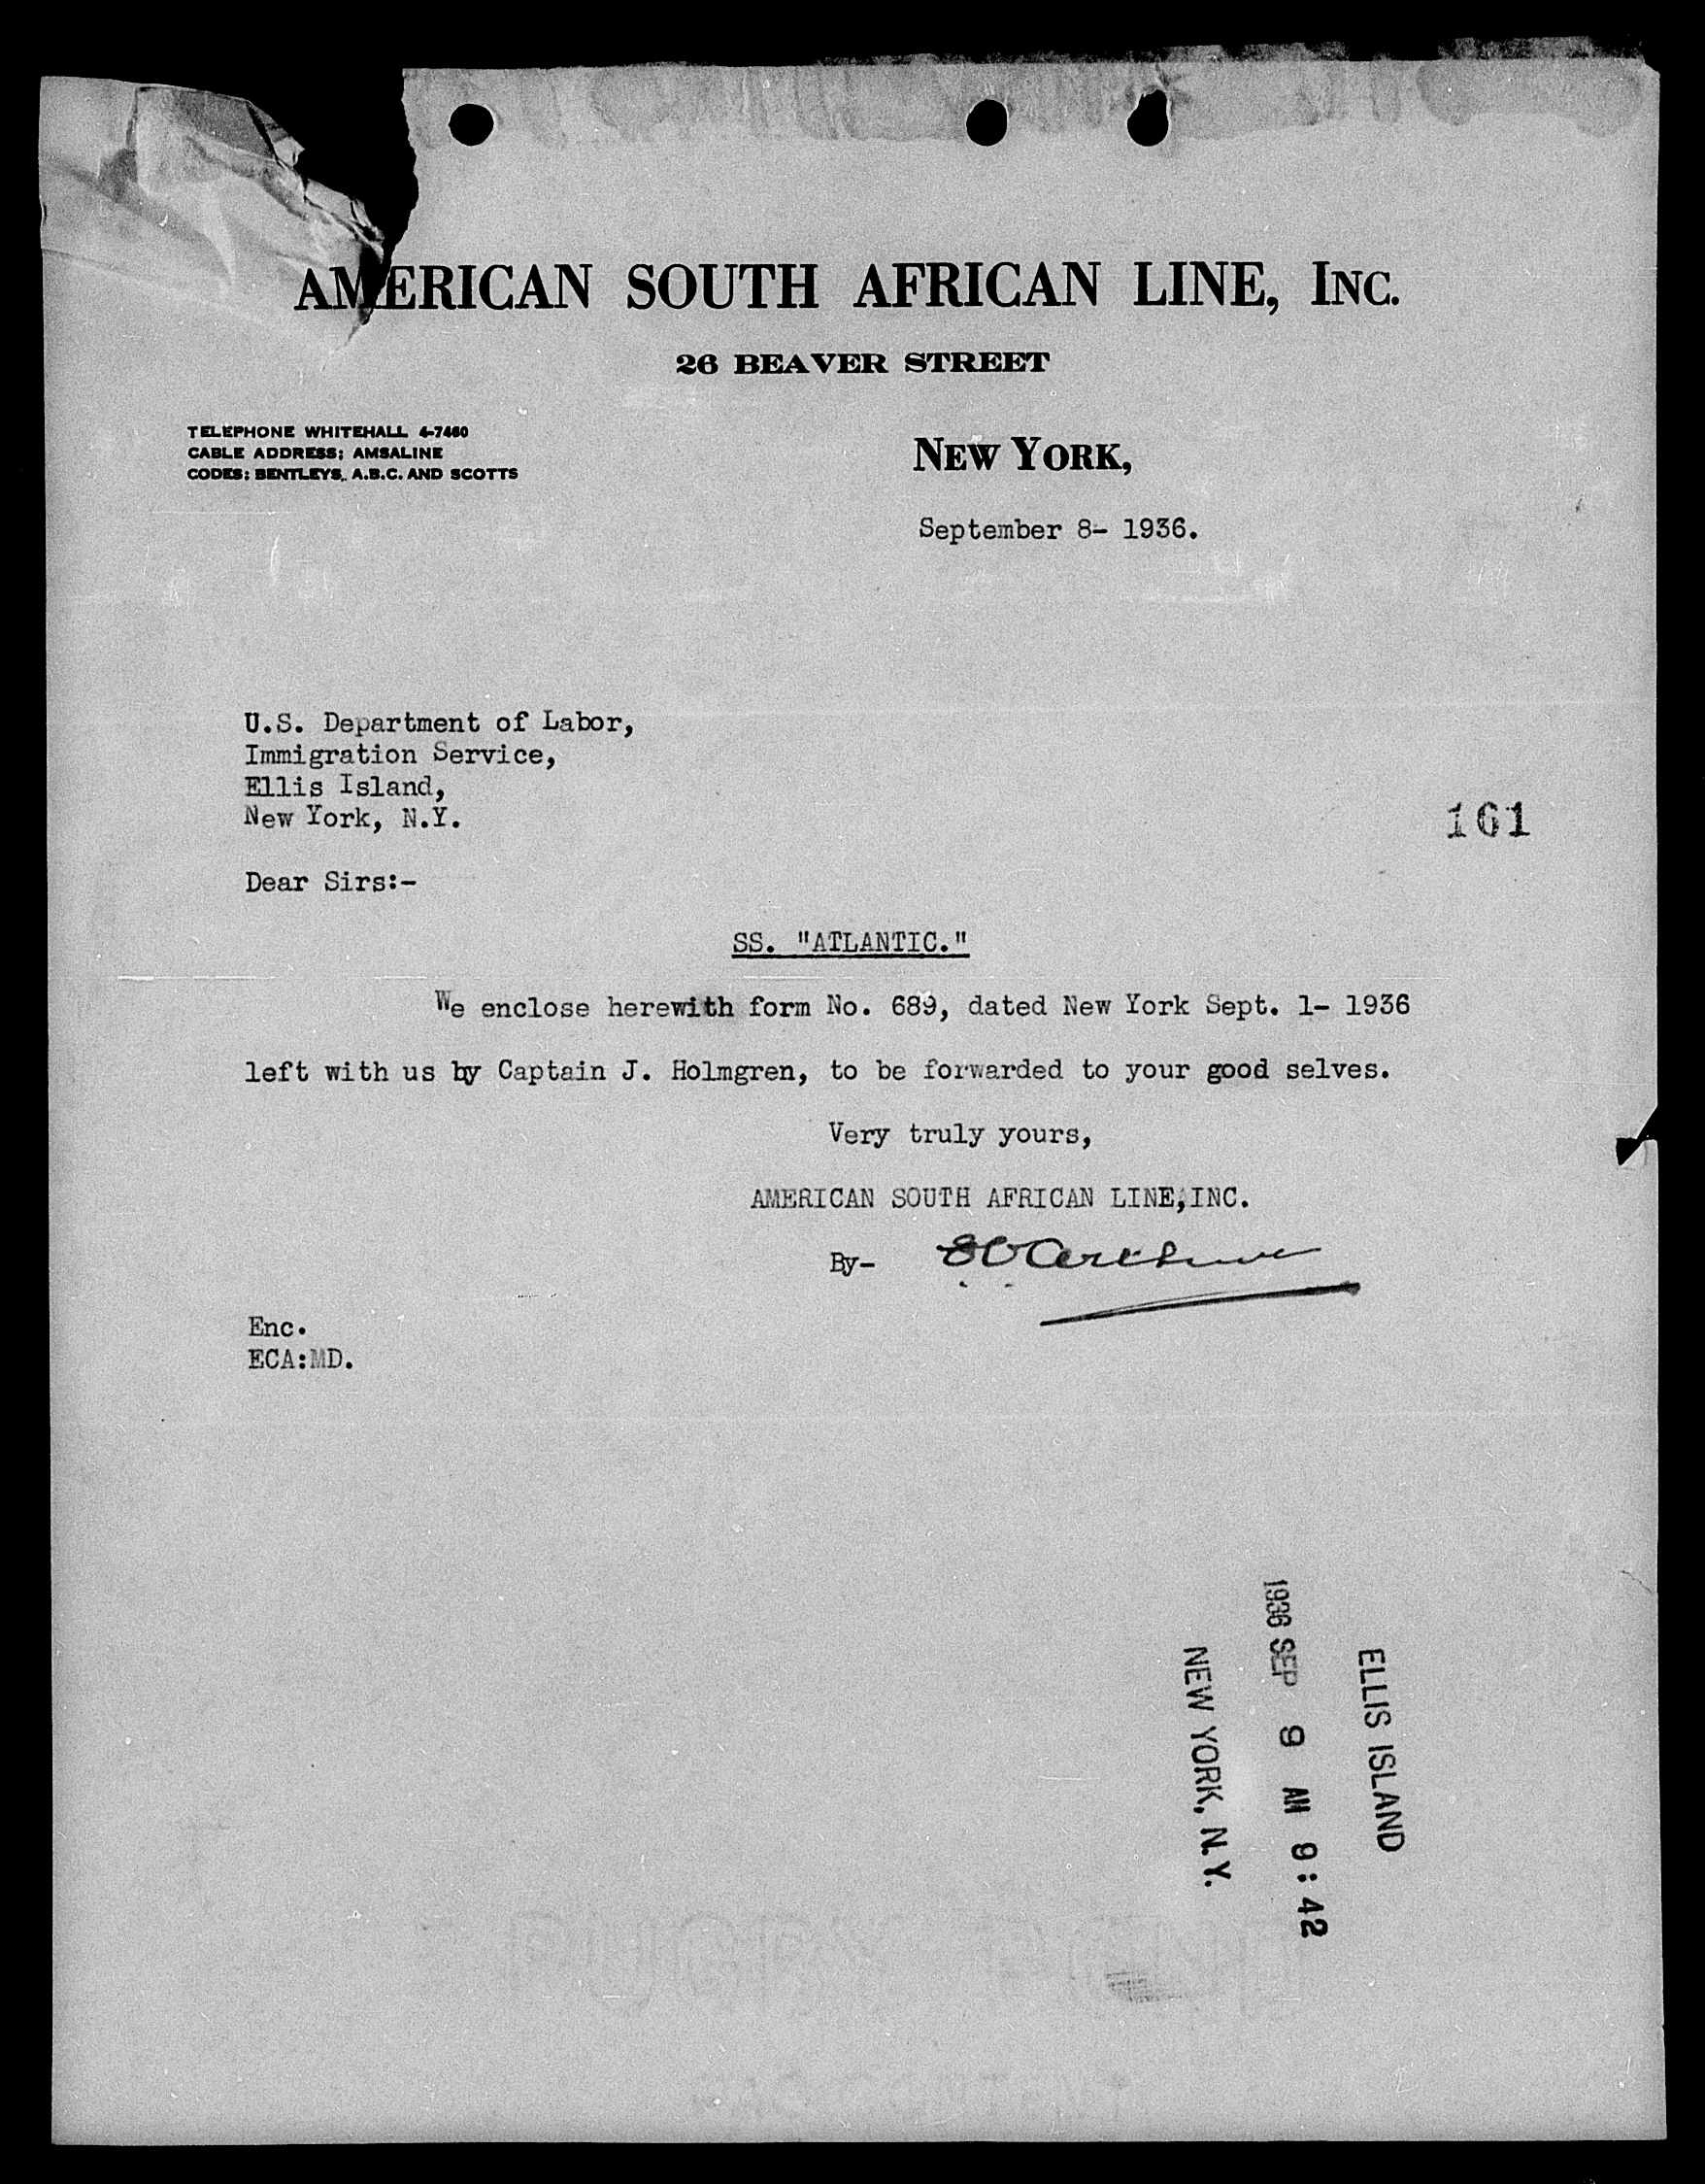 AMERICAN SOUTH AFRICAN LINE, INC.
26 BEAVER STREET
TELEPHONE WHITEHALL 4-7460
CABLE ADDRESS; AMSALINE
CODES: BENTLEYS, A.B.C. AND SCOTTS
NEW YORK,
September 8- 1936.
U.S. Department of Labor,
Immigration Service,
Ellis Island,
New York, N.Y.
161
Dear Sirs:-
SS. "ATLANTIC."
We enclose herewith form No. 689, dated New York Sept. 1- 1936
left with us by Captain J. Holmgren, to be forwarded to your good selves.
Very truly yours,
AMERICAN SOUTH AFRICAN LINE, INC.
By-
Enc.
ECA:MD.
ELLIS ISLAND
1936 SEP 9 AM 9:42
NEW YORK, N.Y.